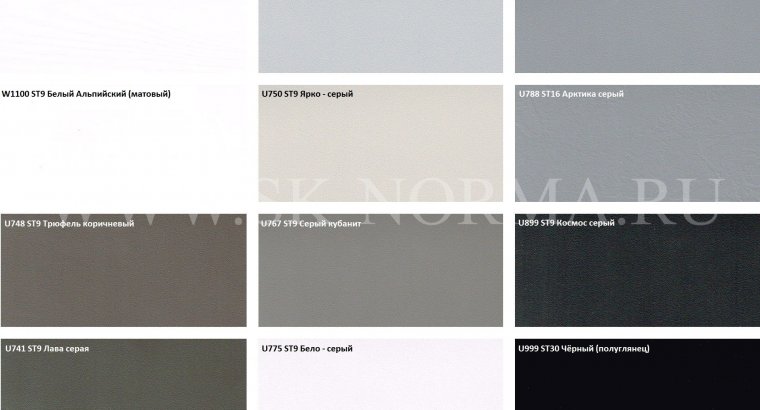 W1100 ST9 Белый Альпийский (матовый)
U750 ST9 Ярко - серый
U788 ST16 Арктика серый
WWW.SK-NORMA.RU
U748 ST9 Трюфель коричневый
U767 ST9 Серый кубанит
U899 ST9 Космос серый
U741 ST9 Лава серая
U775 ST9 Бело - серый
U999 ST30 Чёрный (полуглянец)